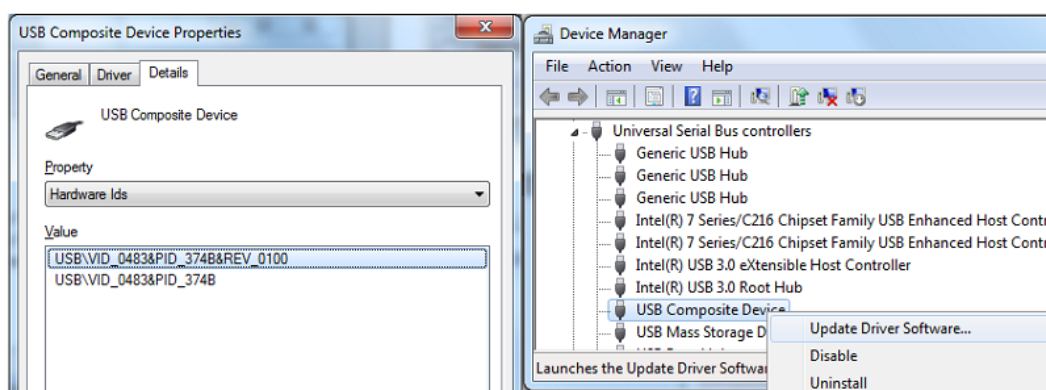 USB Composite Device Properties
General Driver Details
USB Composite Device
Property
Hardware Ids
Value
USB\VID_0483&PID_374B&REV_0100
USB\VID_0483&PID_374B
Device Manager
File Action View Help
Universal Serial Bus controllers
Generic USB Hub
Generic USB Hub
Generic USB Hub
Intel(R) 7 Series/C216 Chipset Family USB Enhanced Host Contr
Intel(R) 7 Series/C216 Chipset Family USB Enhanced Host Contr
Intel(R) USB 3.0 eXtensible Host Controller
Intel(R) USB 3.0 Root Hub
USB Composite Device
USB Mass Storage D
Launches the Update Driver Softwa
Update Driver Software...
Disable
Uninstall